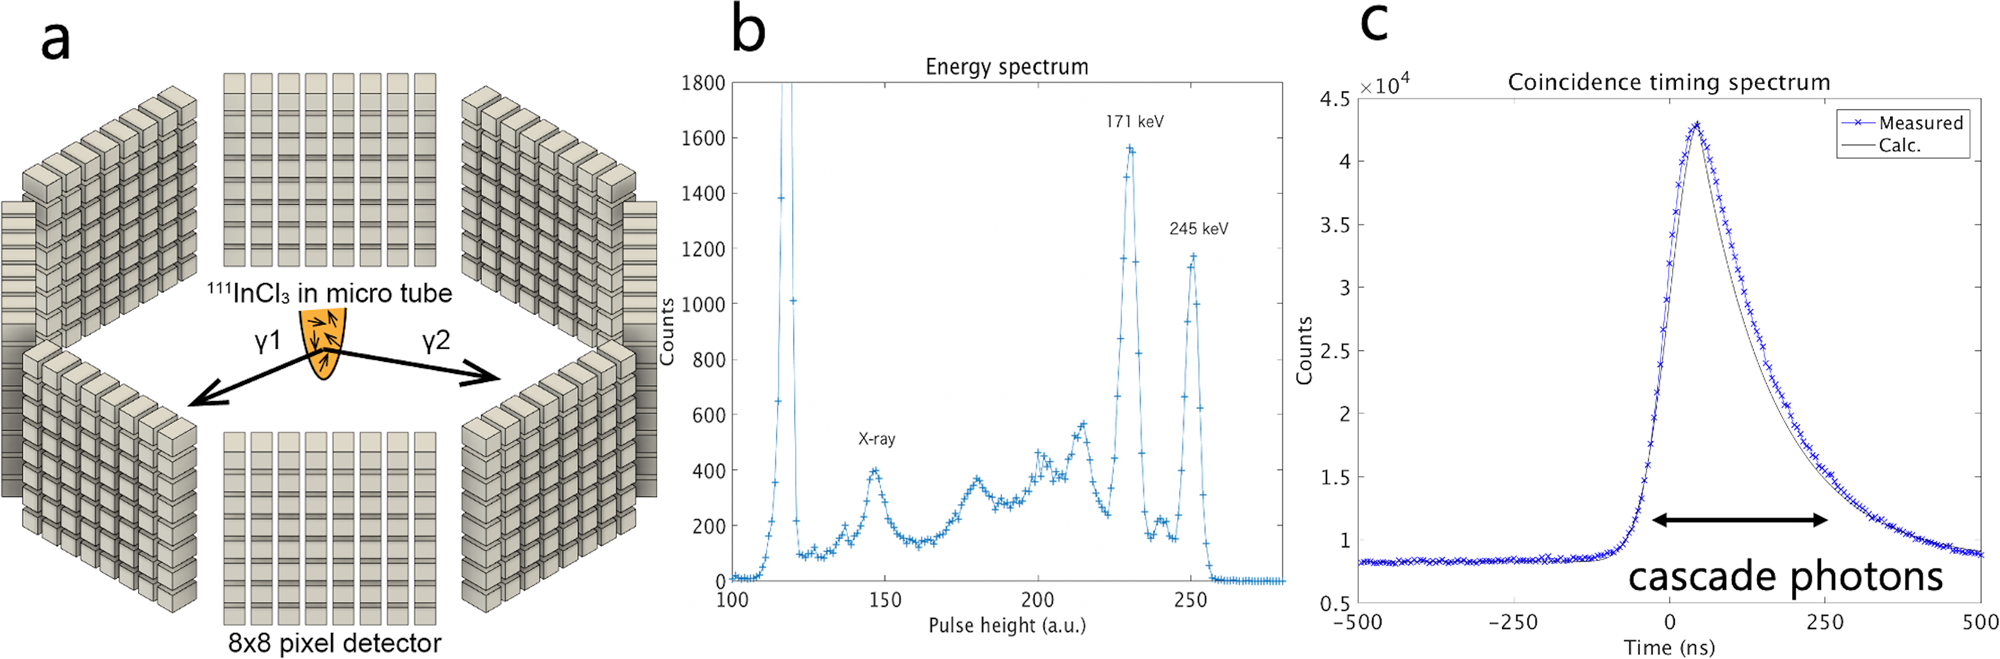 a
¹¹¹InCl₃ in micro tube
γ1
γ2
8x8 pixel detector
b
Energy spectrum
1800
1600
1400
1200
1000
800
600
400
200
0
Counts
171 keV
245 keV
X-ray
100
150
200
250
Pulse height (a.u.)
c
Coincidence timing spectrum
×10⁴
4.5
4
3.5
3
2.5
2
1.5
1
0.5
Counts
Measured
Calc.
cascade photons
-500
-250
0
250
500
Time (ns)